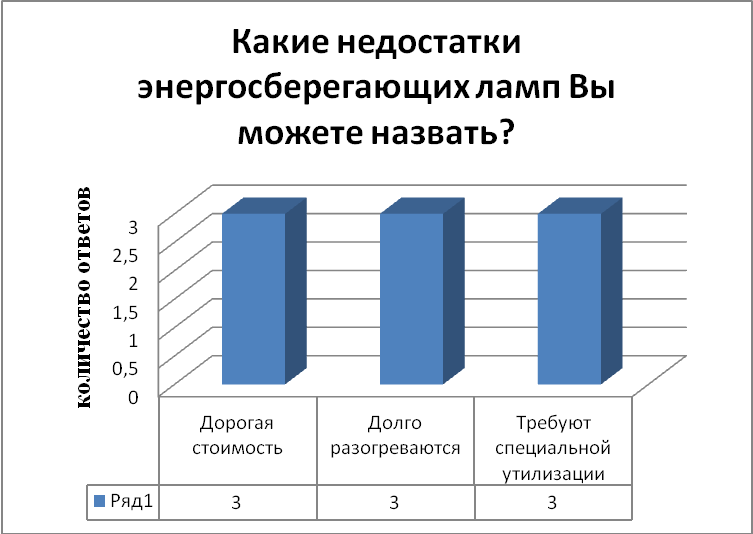 Какие недостатки
энергосберегающих ламп Вы
можете назвать?
количество ответов
3
2,5
2
1,5
1
0,5
0
Дорогая
стоимость
Долго
разогреваются
Требуют
специальной
утилизации
Ряд1 3 3 3